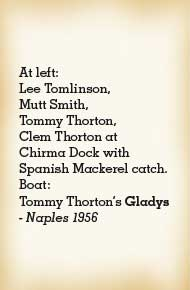 At left:
Lee Tomlinson,
Mutt Smith,
Tommy Thorton,
Clem Thorton at
Chirma Dock with
Spanish Mackerel catch.
Boat:
Tommy Thorton's Gladys
- Naples 1956